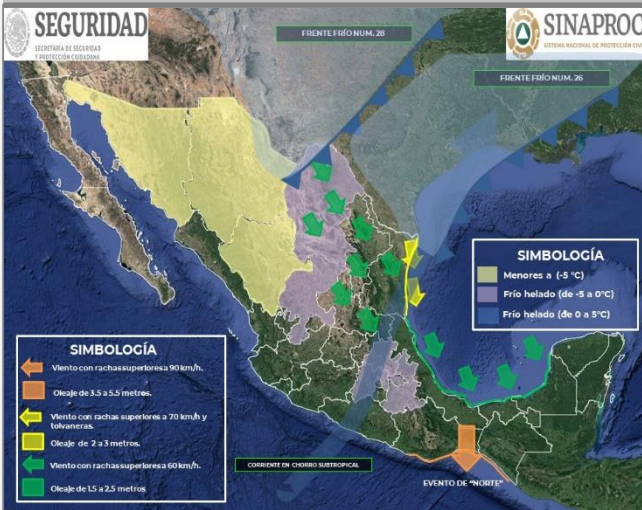 SEGURIDAD
SECRETARÍA DE SEGURIDAD
Y PROTECCIÓN CIUDADANA
FRENTE FRÍO NUM. 28
SINAPROC
SISTEMA NACIONAL DE PROTECCIÓN CIVI
FRENTE FRÍO NUM. 26
SIMBOLOGÍA
Menores a (-5 °C)
Frío helado (de -5 a 0°C)
Frío helado (de 0 a 5°C)
SIMBOLOGÍA
Viento con rachas superiores a 90 km/h.
Oleaje de 3.5 a 5.5 metros.
Viento con rachas superiores a 70 km/h y
tolvaneras.
Oleaje de 2 a 3 metros.
Viento con rachas superiores a 60 km/h.
Oleaje de 1.5 a 2.5 metros
CORRIENTE EN CHORRO SUBTROPICAL
EVENTO DE "NORTE"